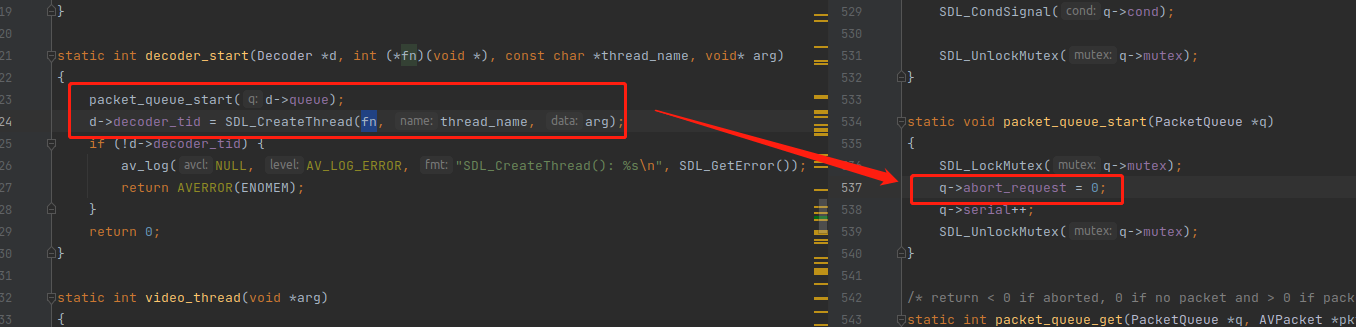 19 }
20
21 static int decoder_start(Decoder *d, int (*fn)(void *), const char *thread_name, void* arg)
22 {
23 packet_queue_start( q: d->queue);
24 d->decoder_tid = SDL_CreateThread(fn, name: thread_name, data: arg);
25 if (!d->decoder_tid) {
26 av_log( avcl: NULL, level: AV_LOG_ERROR, fmt: "SDL_CreateThread(): %s\n", SDL_GetError());
27 return AVERROR(ENOMEM);
28 }
29 return 0;
30 }
31
32 static int video_thread(void *arg)
{
529 SDL_CondSignal( cond: q->cond);
530
531 SDL_UnlockMutex( mutex: q->mutex);
532 }
533
534 static void packet_queue_start(PacketQueue *q)
{
SDL_LockMutex( mutex: q->mutex);
537 q->abort_request = 0;
538 q->serial++;
539 SDL_UnlockMutex( mutex: q->mutex);
540 }
541
542 /* return < 0 if aborted, 0 if no packet and > 0 if pack
543 static int packet_queue_get(PacketQueue *q, AVPacket *pk